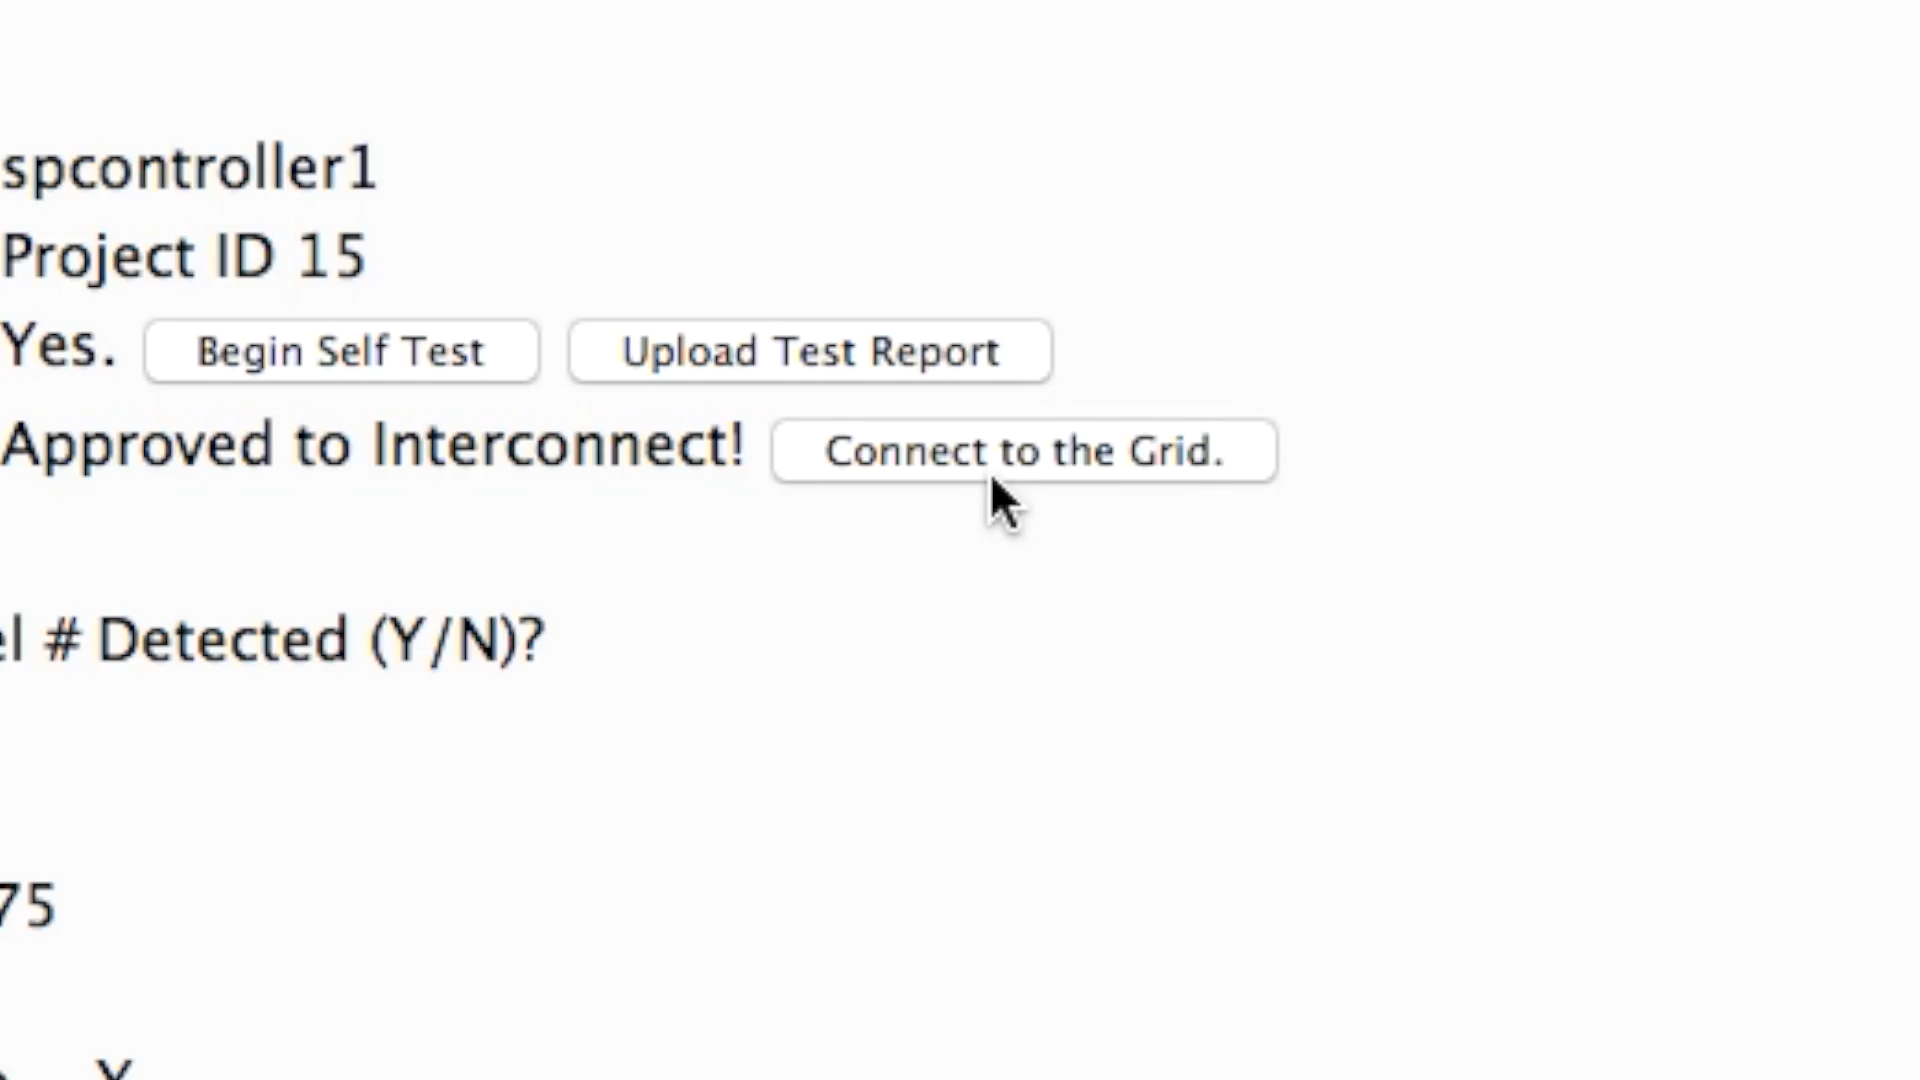 spcontroller1
Project ID 15
Yes. Begin Self Test Upload Test Report
Approved to Interconnect! Connect to the Grid.
el # Detected (Y/N)?
75
Y